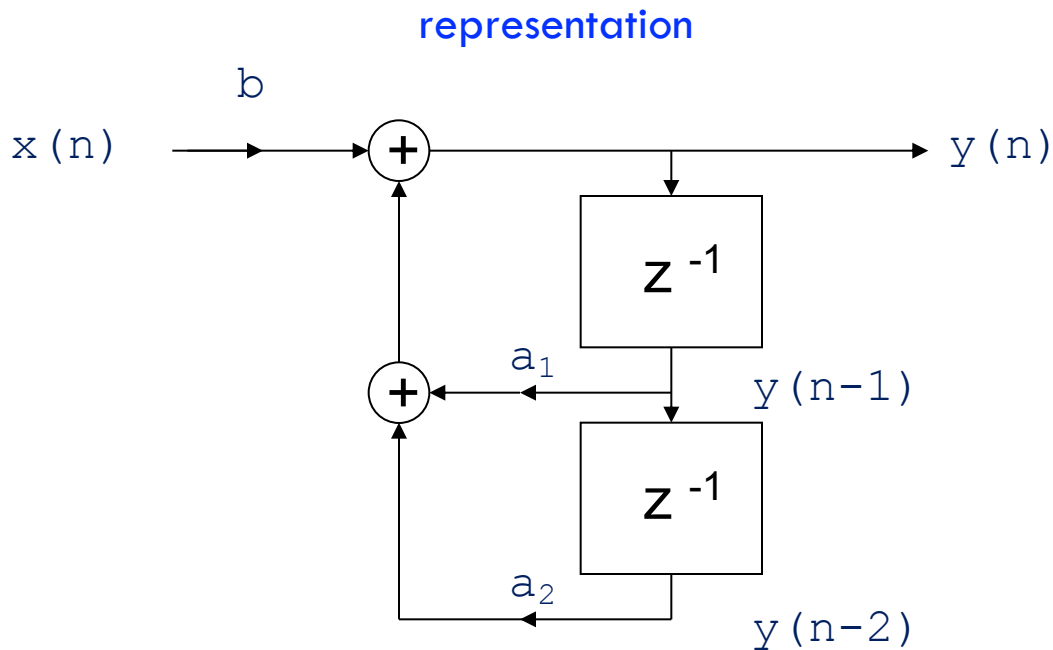 representation
b
x(n)
+
y(n)
z⁻¹
a₁
+
y(n-1)
z⁻¹
a₂
y(n-2)